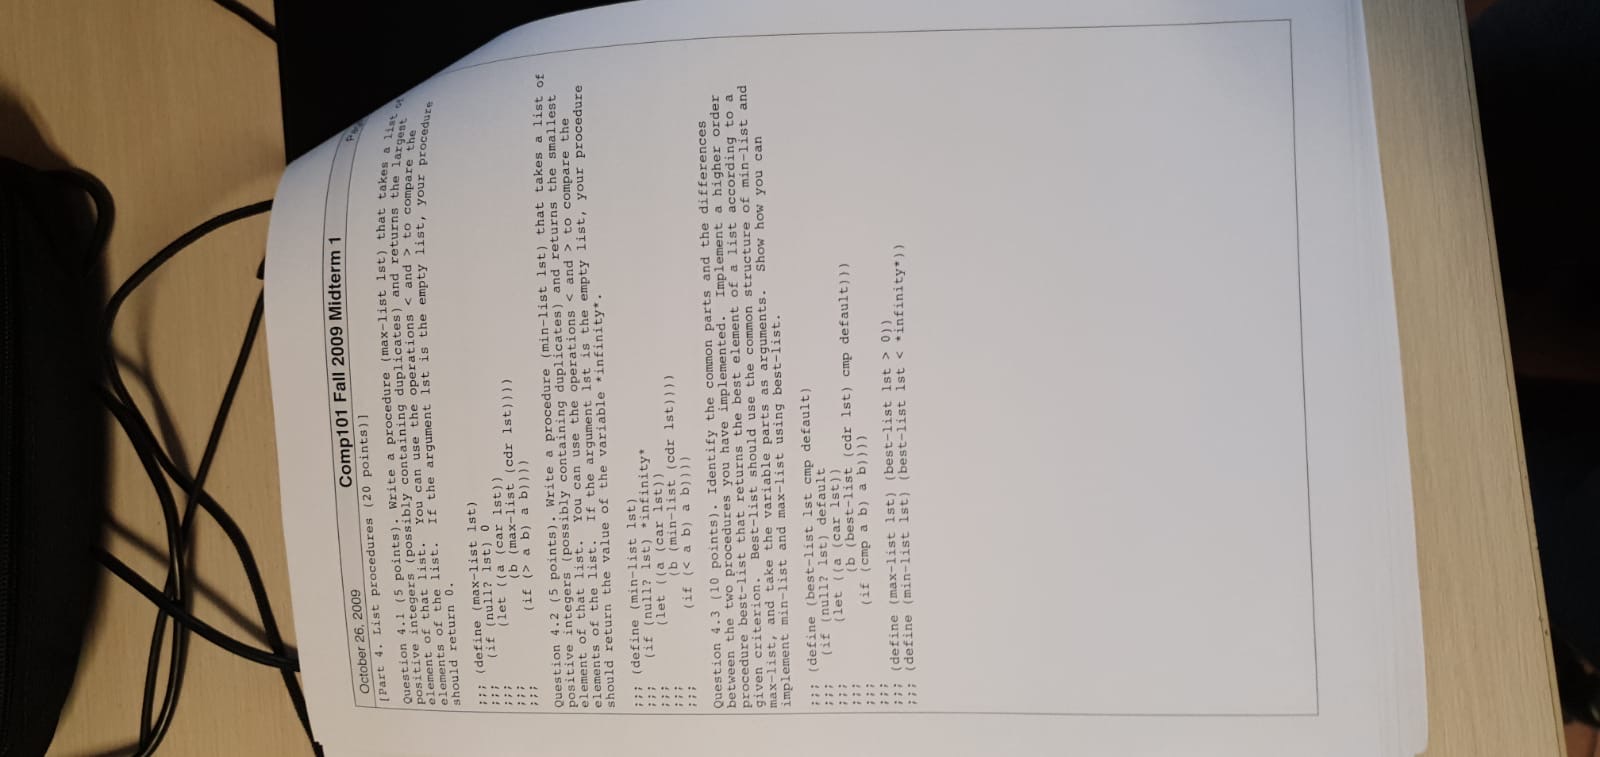 Comp101 Fall 2009 Midterm 1
October 26, 2009
[Part 4. List procedures (20 points)]
Question 4.1 (5 points). Write a procedure (max-list lst) that takes a list of
positive integers (possibly containing duplicates) and returns the largest
element of that list. You can use the operations < and > to compare the
elements of the list. If the argument lst is the empty list, your procedure
should return 0.
;;; (define (max-list lst)
;;; (if (null? lst) 0
;;; (let ((a (car lst))
;;; (b (max-list (cdr lst))))
;;; (if (> a b) a b))))
;;;
Question 4.2 (5 points). Write a procedure (min-list lst) that takes a list of
positive integers (possibly containing duplicates) and returns the smallest
element of that list. You can use the operations < and > to compare the
elements of the list. If the argument lst is the empty list, your procedure
should return the value of the variable *infinity*.
;;; (define (min-list lst)
;;; (if (null? lst) *infinity*
;;; (let ((a (car lst))
;;; (b (min-list (cdr lst))))
;;; (if (< a b) a b))))
;;;
Question 4.3 (10 points). Identify the common parts and the differences
between the two procedures you have implemented. Implement a higher order
procedure best-list that returns the best element of a list according to a
given criterion. Best-list should use the common structure of min-list and
max-list, and take the variable parts as arguments. Show how you can
implement min-list and max-list using best-list.
;;; (define (best-list lst cmp default)
;;; (if (null? lst) default
;;; (let ((a (car lst))
;;; (b (best-list (cdr lst) cmp default)))
;;; (if (cmp a b) a b))))
;;;
;;; (define (max-list lst) (best-list lst > 0))
;;; (define (min-list lst) (best-list lst < *infinity*))
;;;